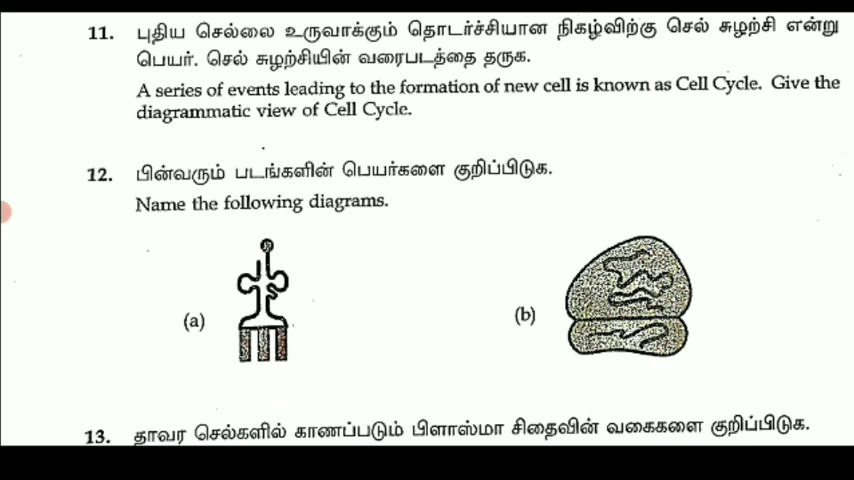 11. புதிய செல்லை உருவாக்கும் தொடர்ச்சியான நிகழ்விற்கு செல் சுழற்சி என்று
பெயர். செல் சுழற்சியின் வரைபடத்தை தருக.
A series of events leading to the formation of new cell is known as Cell Cycle. Give the
diagrammatic view of Cell Cycle.
12. பின்வரும் படங்களின் பெயர்களை குறிப்பிடுக.
Name the following diagrams.
(a)
(b)
13. தாவர செல்களில் காணப்படும் பிளாஸ்மா சிதைவின் வகைகளை குறிப்பிடுக.